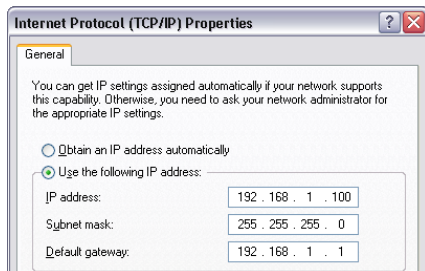 Internet Protocol (TCP/IP) Properties
General
You can get IP settings assigned automatically if your network supports
this capability. Otherwise, you need to ask your network administrator for
the appropriate IP settings.
Obtain an IP address automatically
Use the following IP address:
IP address: 192 . 168 . 1 . 100
Subnet mask: 255 . 255 . 255 . 0
Default gateway: 192 . 168 . 1 . 1